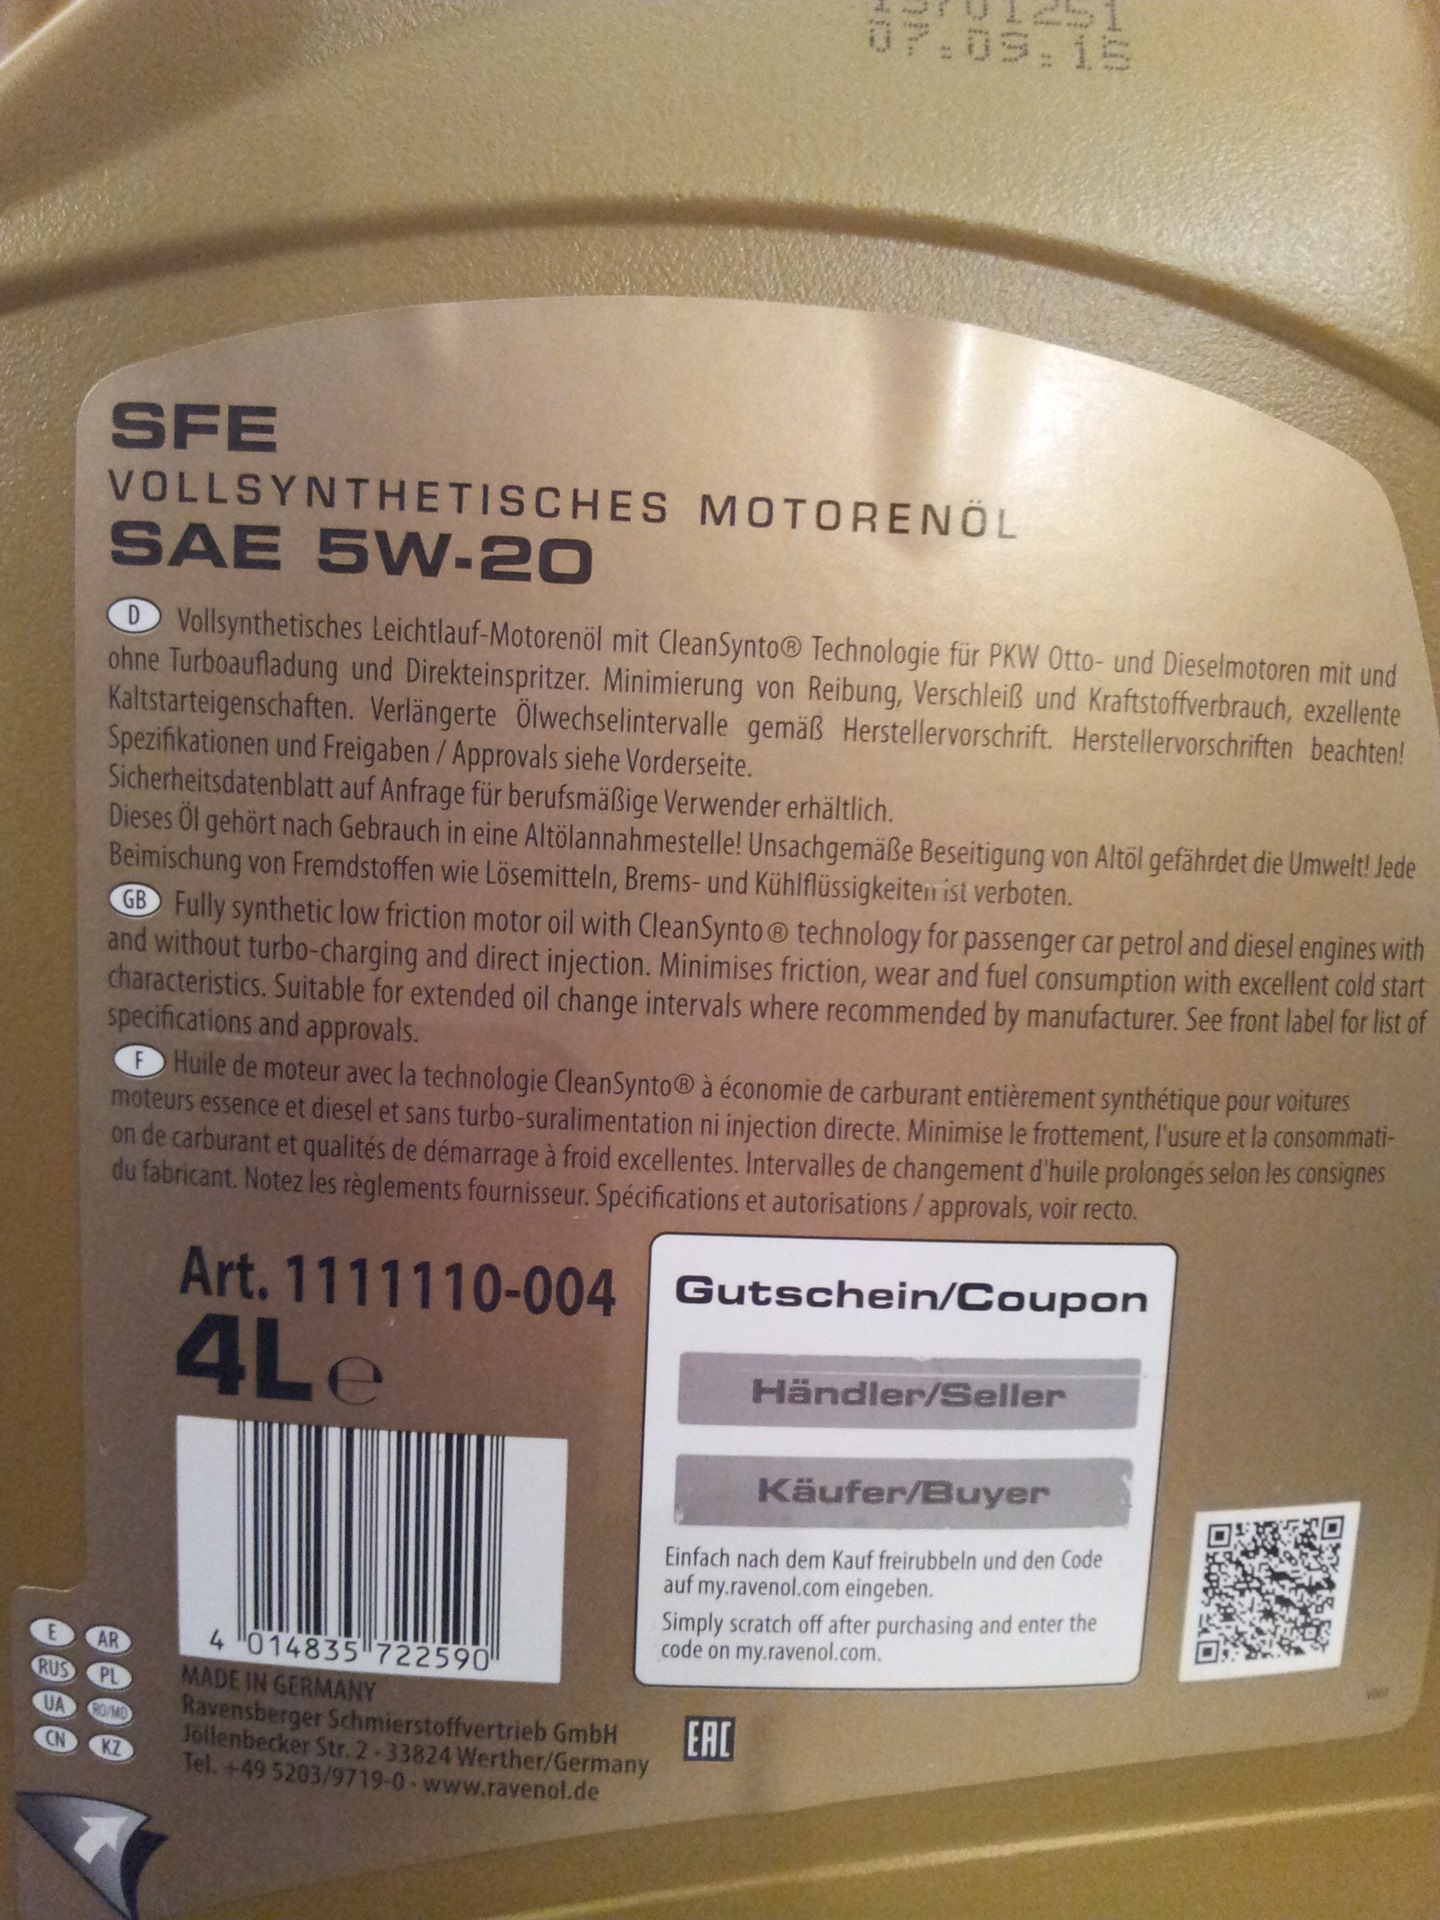 07.09.15
SFE
VOLLSYNTHETISCHES MOTORENÖL
SAE 5W-20
D Vollsynthetisches Leichtlauf-Motorenöl mit CleanSynto® Technologie für PKW Otto- und Dieselmotoren mit und
ohne Turboaufladung und Direkteinspritzer. Minimierung von Reibung, Verschleiß und Kraftstoffverbrauch, exzellente
Kaltstarteigenschaften. Verlängerte Ölwechselintervalle gemäß Herstellervorschrift. Herstellervorschriften beachten!
Spezifikationen und Freigaben / Approvals siehe Vorderseite.
Sicherheitsdatenblatt auf Anfrage für berufsmäßige Verwender erhältlich.
Dieses Öl gehört nach Gebrauch in eine Altölannahmestelle! Unsachgemäße Beseitigung von Altöl gefährdet die Umwelt! Jede
Beimischung von Fremdstoffen wie Lösemitteln, Brems- und Kühlflüssigkeiten ist verboten.
GB Fully synthetic low friction motor oil with CleanSynto® technology for passenger car petrol and diesel engines with
and without turbo-charging and direct injection. Minimises friction, wear and fuel consumption with excellent cold start
characteristics. Suitable for extended oil change intervals where recommended by manufacturer. See front label for list of
specifications and approvals.
F Huile de moteur avec la technologie CleanSynto® à économie de carburant entièrement synthétique pour voitures
moteurs essence et diesel et sans turbo-suralimentation ni injection directe. Minimise le frottement, l'usure et la consommati-
on de carburant et qualités de démarrage à froid excellentes. Intervalles de changement d'huile prolongés selon les consignes
du fabricant. Notez les règlements fournisseur. Spécifications et autorisations / approvals, voir recto.
Art. 1111110-004
4L e
Gutschein/Coupon
Händler/Seller
Käufer/Buyer
Einfach nach dem Kauf freirubbeln und den Code
auf my.ravenol.com eingeben.
Simply scratch off after purchasing and enter the
code on my.ravenol.com.
4 014835 722590
E AR
RUS PL
UA RO/MD
CN KZ
MADE IN GERMANY
Ravensberger Schmierstoffvertrieb GmbH
Jöllenbecker Str. 2 · 33824 Werther/Germany
Tel. +49 5203/9719-0 · www.ravenol.de
EAC